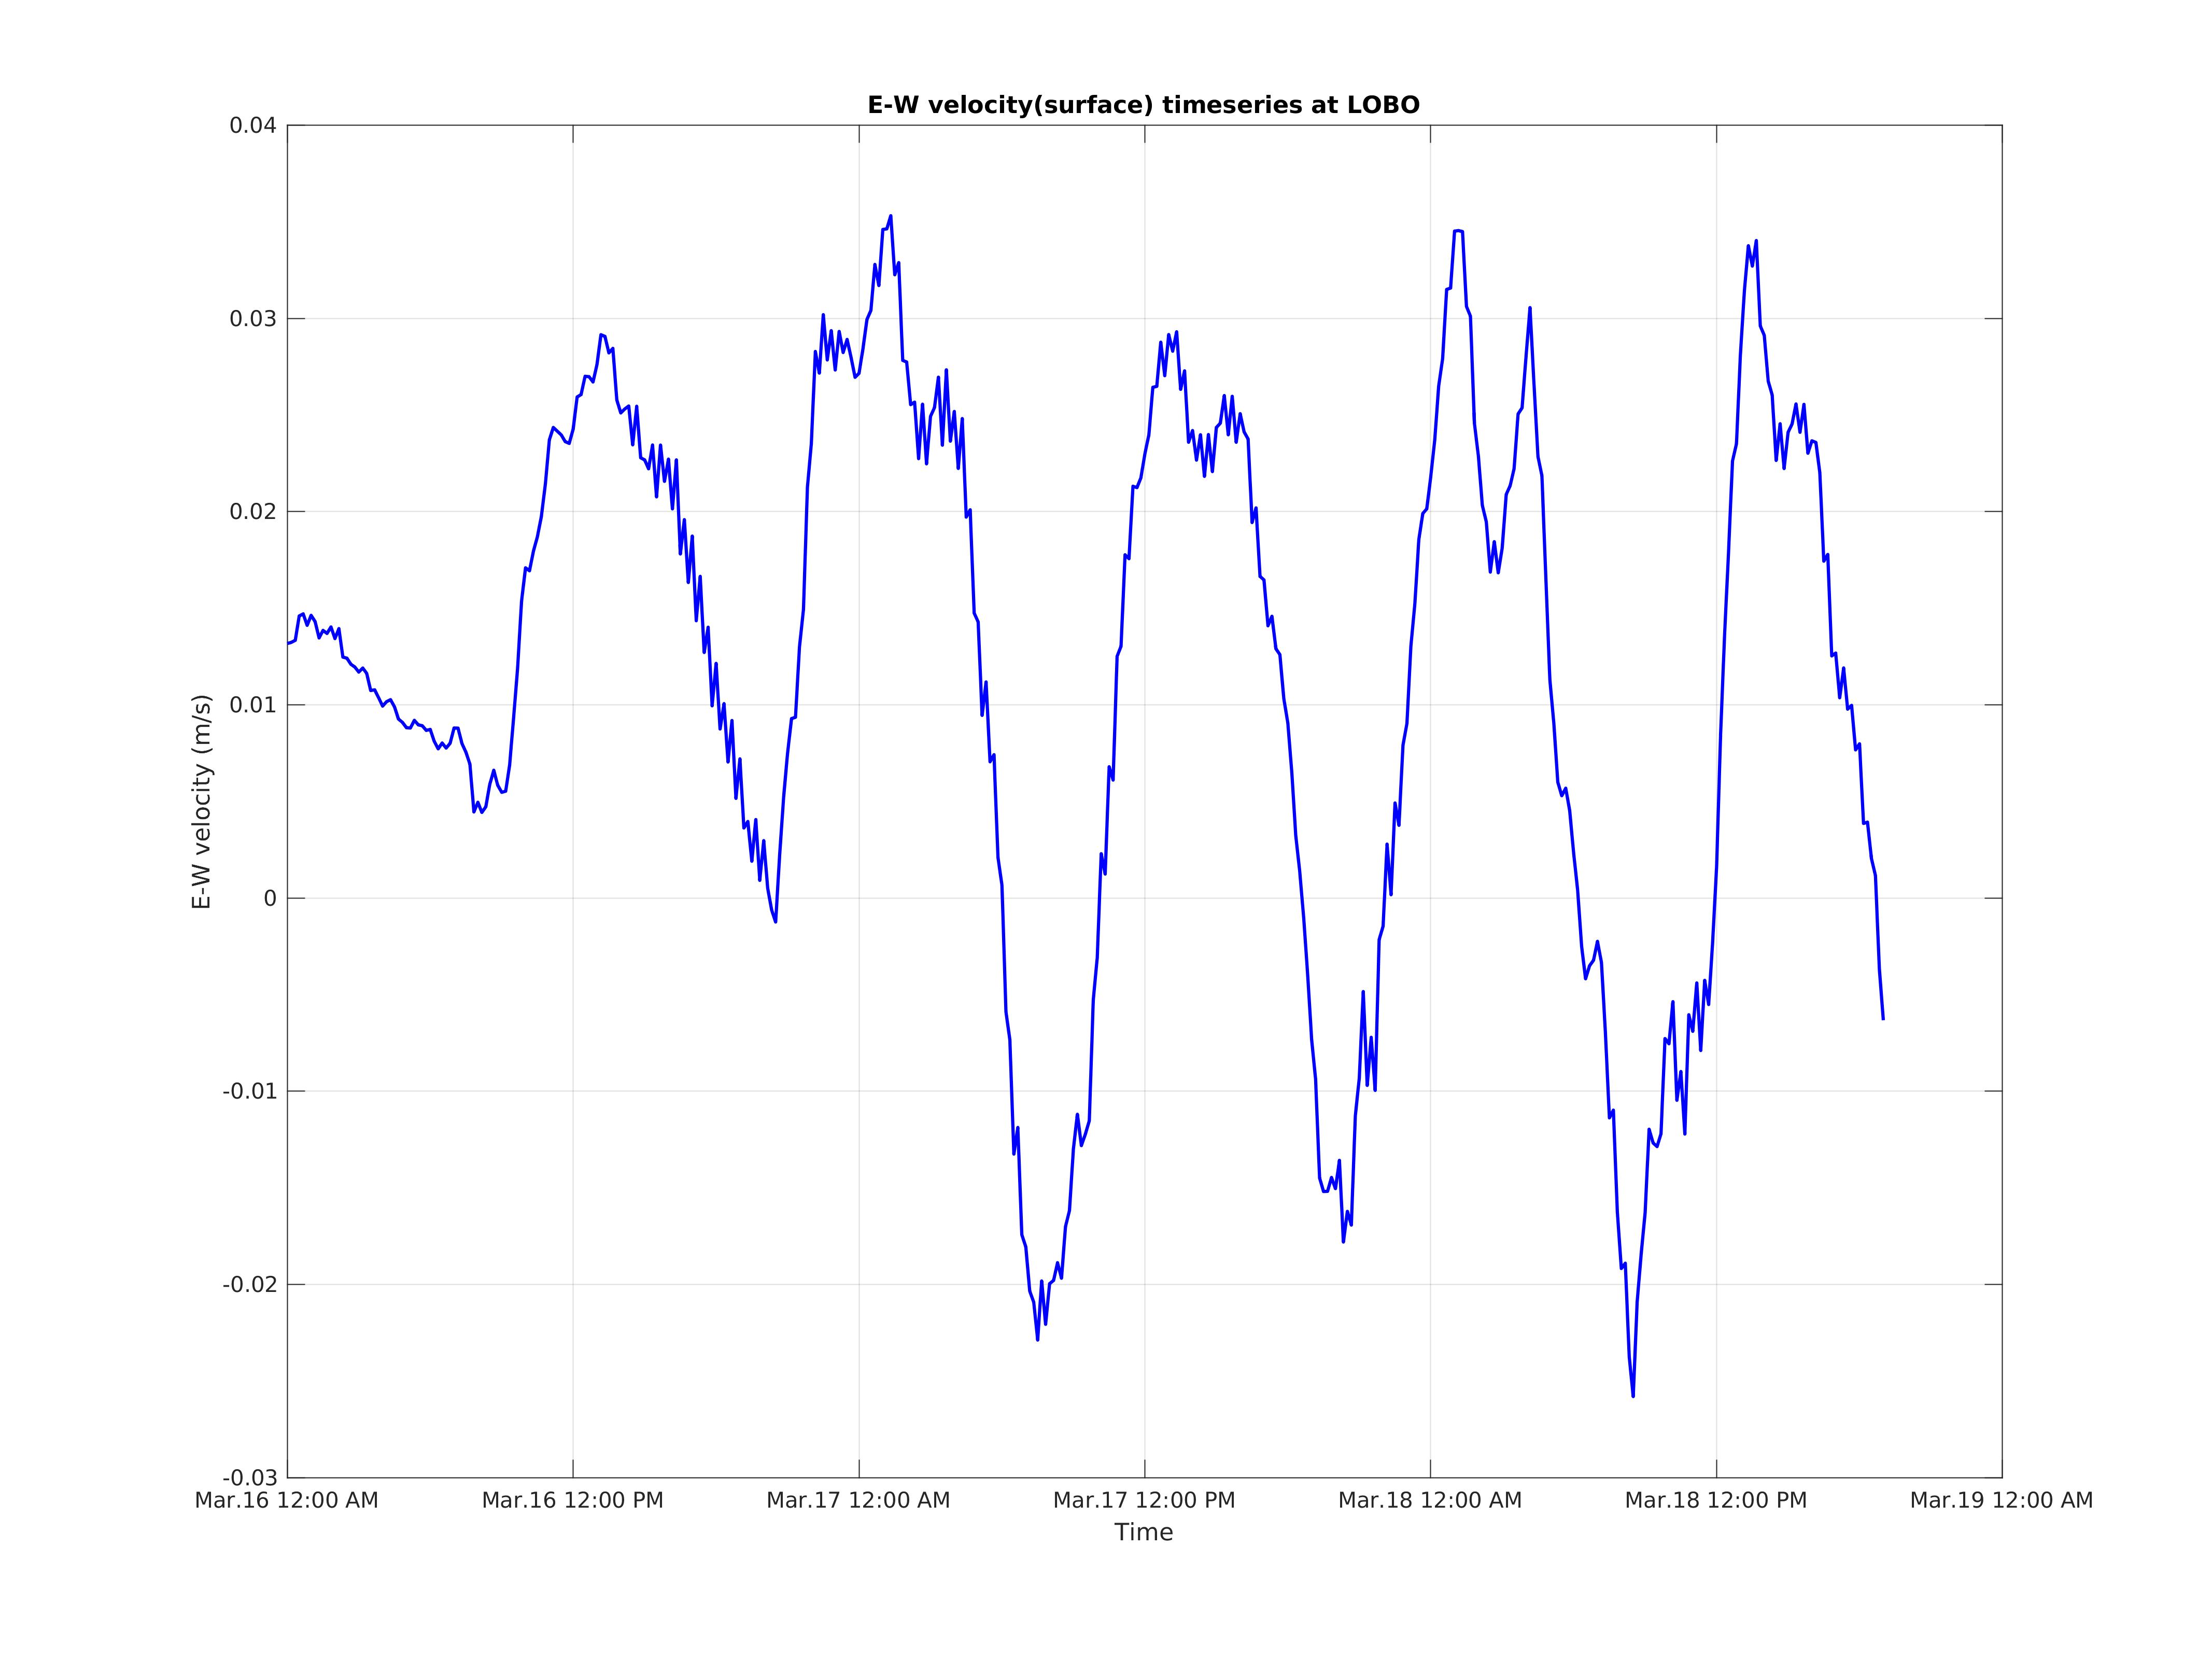 E-W velocity(surface) timeseries at LOBO
0.04
0.03
0.02
0.01
0
-0.01
-0.02
-0.03
E-W velocity (m/s)
Mar.16 12:00 AM Mar.16 12:00 PM Mar.17 12:00 AM Mar.17 12:00 PM Mar.18 12:00 AM Mar.18 12:00 PM Mar.19 12:00 AM
Time